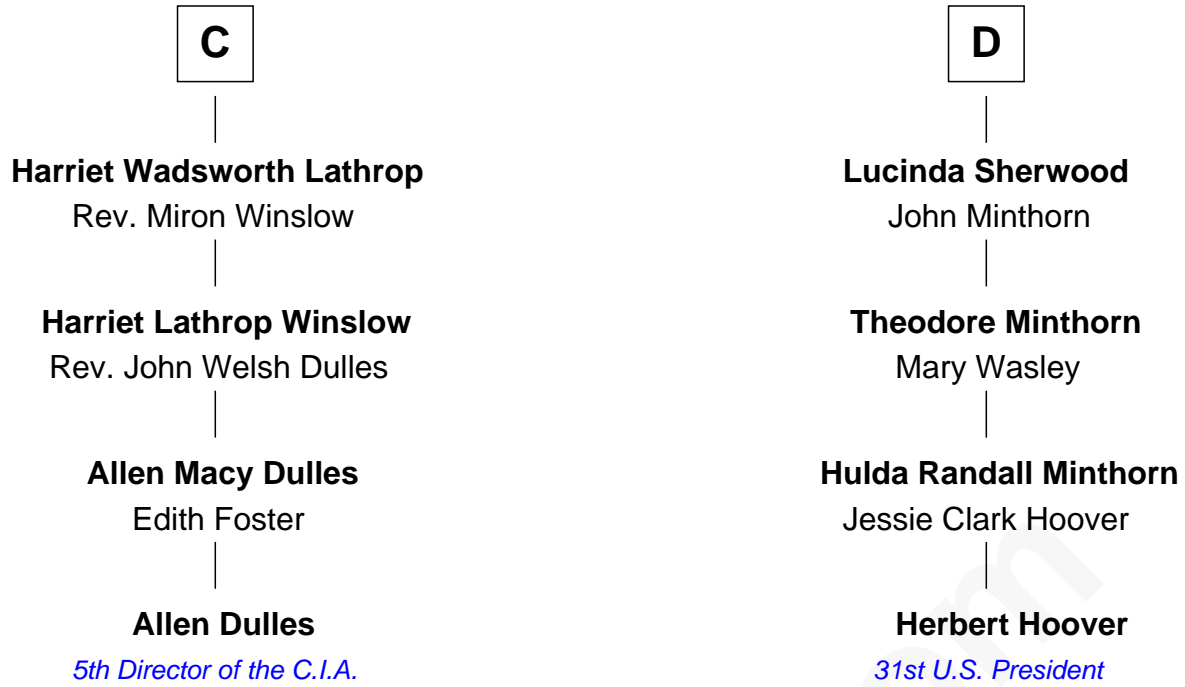 C
Harriet Wadsworth Lathrop
Rev. Miron Winslow
Harriet Lathrop Winslow
Rev. John Welsh Dulles
Allen Macy Dulles
Edith Foster
Allen Dulles
5th Director of the C.I.A.
D
Lucinda Sherwood
John Minthorn
Theodore Minthorn
Mary Wasley
Hulda Randall Minthorn
Jessie Clark Hoover
Herbert Hoover
31st U.S. President